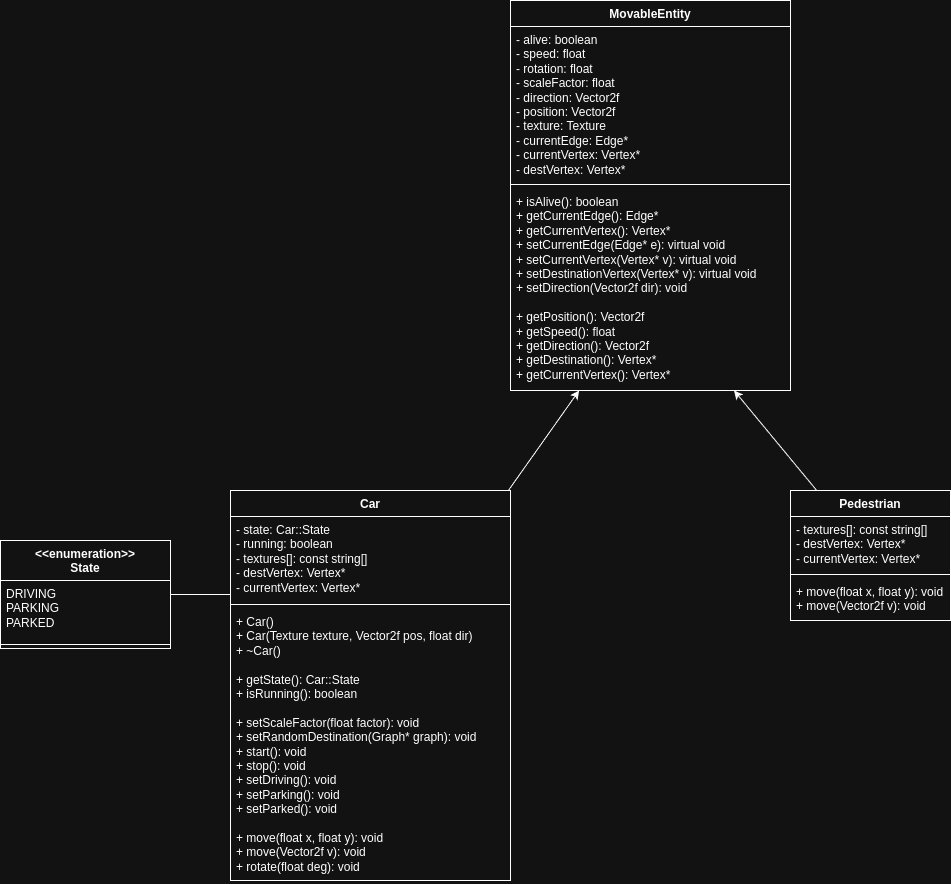 MovableEntity
- alive: boolean
- speed: float
- rotation: float
- scaleFactor: float
- direction: Vector2f
- position: Vector2f
- texture: Texture
- currentEdge: Edge*
- currentVertex: Vertex*
- destVertex: Vertex*
+ isAlive(): boolean
+ getCurrentEdge(): Edge*
+ getCurrentVertex(): Vertex*
+ setCurrentEdge(Edge* e): virtual void
+ setCurrentVertex(Vertex* v): virtual void
+ setDestinationVertex(Vertex* v): virtual void
+ setDirection(Vector2f dir): void
+ getPosition(): Vector2f
+ getSpeed(): float
+ getDirection(): Vector2f
+ getDestination(): Vertex*
+ getCurrentVertex(): Vertex*
<<enumeration>>
State
DRIVING
PARKING
PARKED
Car
- state: Car::State
- running: boolean
- textures[]: const string[]
- destVertex: Vertex*
- currentVertex: Vertex*
+ Car()
+ Car(Texture texture, Vector2f pos, float dir)
+ ~Car()
+ getState(): Car::State
+ isRunning(): boolean
+ setScaleFactor(float factor): void
+ setRandomDestination(Graph* graph): void
+ start(): void
+ stop(): void
+ setDriving(): void
+ setParking(): void
+ setParked(): void
+ move(float x, float y): void
+ move(Vector2f v): void
+ rotate(float deg): void
Pedestrian
- textures[]: const string[]
- destVertex: Vertex*
- currentVertex: Vertex*
+ move(float x, float y): void
+ move(Vector2f v): void